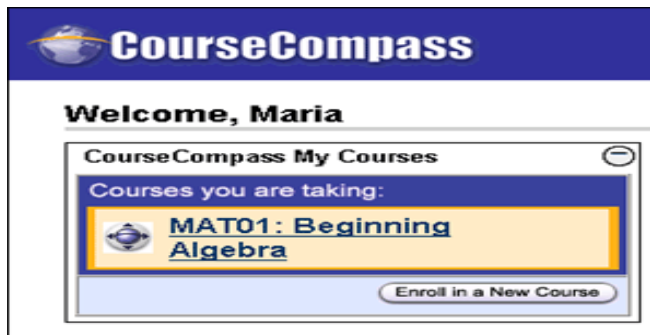 CourseCompass
Welcome, Maria
CourseCompass My Courses
Courses you are taking:
MAT01: Beginning
Algebra
Enroll in a New Course